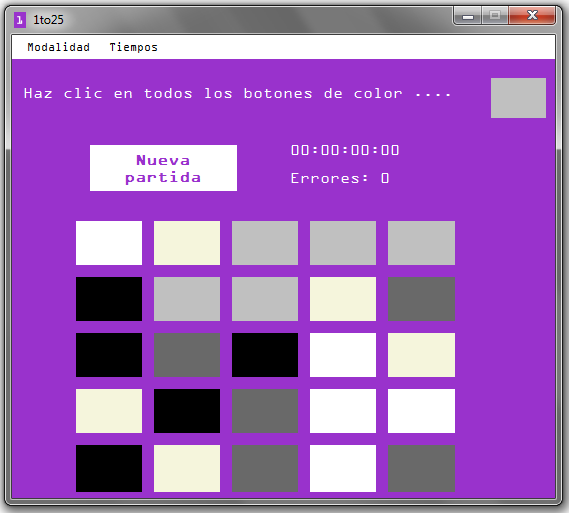 1 1to25
Modalidad Tiempos
Haz clic en todos los botones de color ----
Nueva
partida
00:00:00:00
Errores: 0